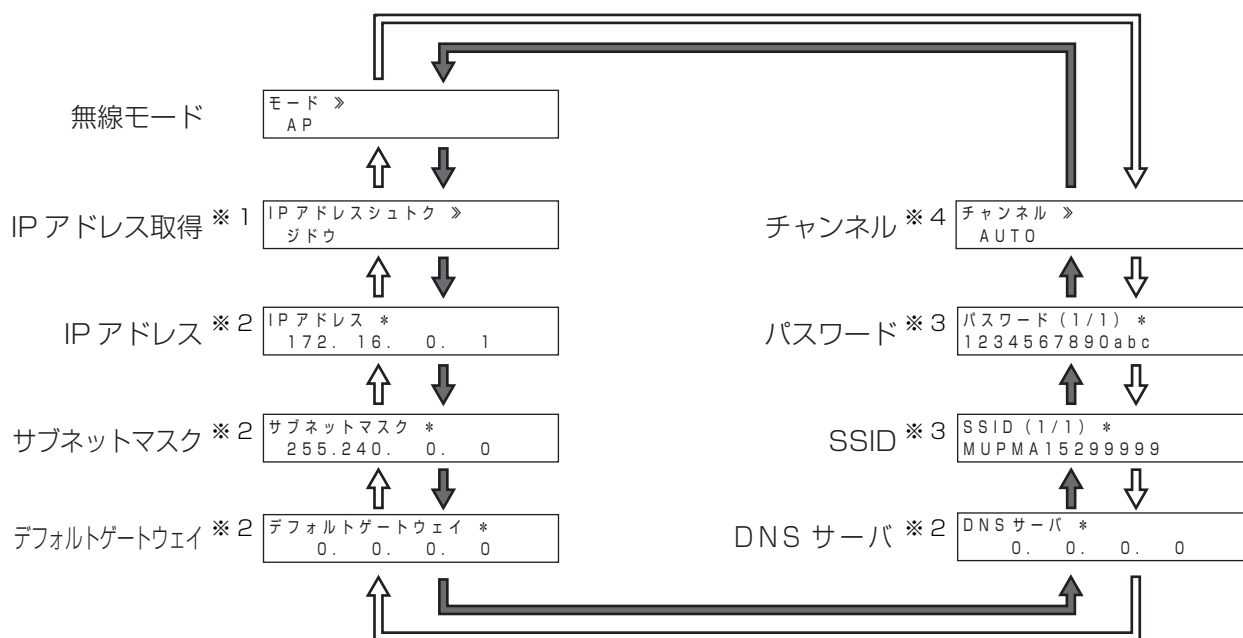 無線モード
モード 》
AP
IP アドレス取得 ※1
IPアドレスシュトク 》
ジドウ
IP アドレス ※2
IPアドレス *
172. 16. 0. 1
サブネットマスク ※2
サブネットマスク *
255.240. 0. 0
デフォルトゲートウェイ ※2
デフォルトゲートウェイ *
0. 0. 0. 0
チャンネル ※4
チャンネル 》
AUTO
パスワード ※3
パスワード (1/1) *
1234567890abc
SSID ※3
SSID (1/1) *
MUPMA15299999
DNS サーバ ※2
DNSサーバ *
0. 0. 0. 0